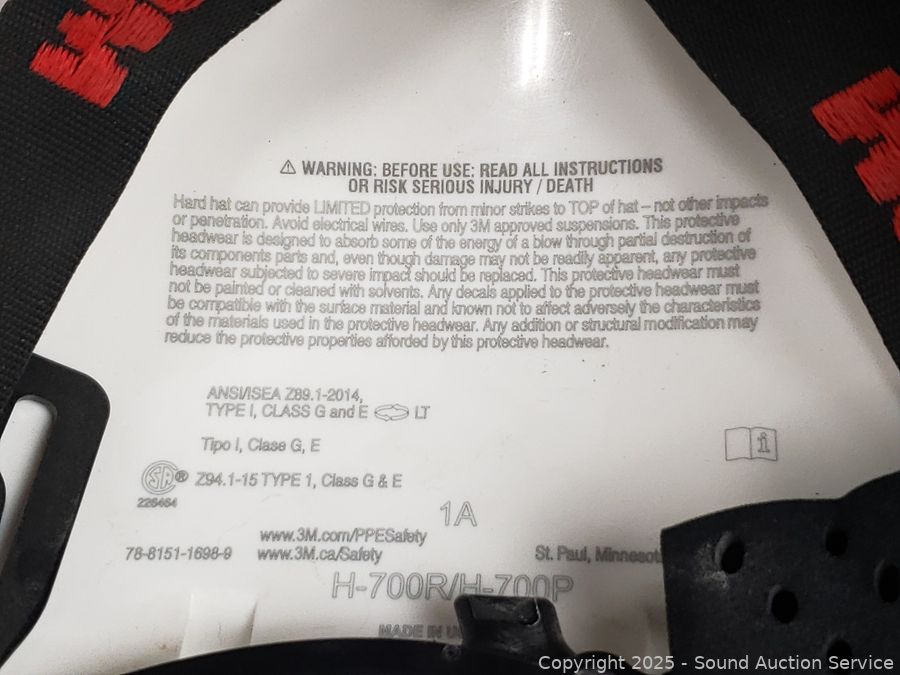 ⚠ WARNING: BEFORE USE: READ ALL INSTRUCTIONS
OR RISK SERIOUS INJURY / DEATH
Hard hat can provide LIMITED protection from minor strikes to TOP of hat – not other impacts
or penetration. Avoid electrical wires. Use only 3M approved suspensions. This protective
headwear is designed to absorb some of the energy of a blow through partial destruction of
its components parts and, even though damage may not be readily apparent, any protective
headwear subjected to severe impact should be replaced. This protective headwear must
not be painted or cleaned with solvents. Any decals applied to the protective headwear must
be compatible with the surface material and known not to affect adversely the characteristics
of the materials used in the protective headwear. Any addition or structural modification may
reduce the protective properties afforded by this protective headwear.
ANSI/ISEA Z89.1-2014,
TYPE I, CLASS G and E LT
Tipo I, Clase G, E
SA® Z94.1-15 TYPE 1, Class G & E
226464
1A
www.3M.com/PPESafety
78-8151-1698-9 www.3M.ca/Safety St. Paul, Minnesot
H-700R/H-700P
MADE IN
Copyright 2025 - Sound Auction Service